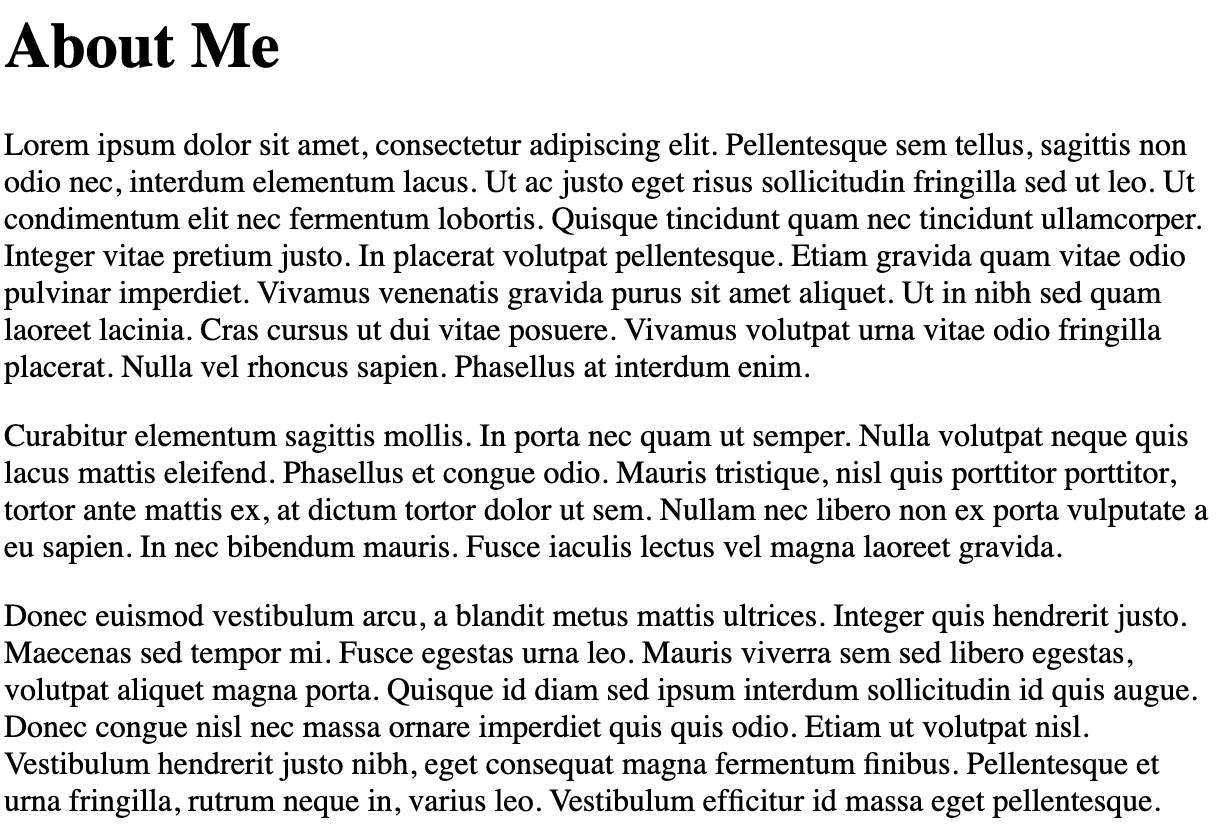 About Me
Lorem ipsum dolor sit amet, consectetur adipiscing elit. Pellentesque sem tellus, sagittis non
odio nec, interdum elementum lacus. Ut ac justo eget risus sollicitudin fringilla sed ut leo. Ut
condimentum elit nec fermentum lobortis. Quisque tincidunt quam nec tincidunt ullamcorper.
Integer vitae pretium justo. In placerat volutpat pellentesque. Etiam gravida quam vitae odio
pulvinar imperdiet. Vivamus venenatis gravida purus sit amet aliquet. Ut in nibh sed quam
laoreet lacinia. Cras cursus ut dui vitae posuere. Vivamus volutpat urna vitae odio fringilla
placerat. Nulla vel rhoncus sapien. Phasellus at interdum enim.
Curabitur elementum sagittis mollis. In porta nec quam ut semper. Nulla volutpat neque quis
lacus mattis eleifend. Phasellus et congue odio. Mauris tristique, nisl quis porttitor porttitor,
tortor ante mattis ex, at dictum tortor dolor ut sem. Nullam nec libero non ex porta vulputate a
eu sapien. In nec bibendum mauris. Fusce iaculis lectus vel magna laoreet gravida.
Donec euismod vestibulum arcu, a blandit metus mattis ultrices. Integer quis hendrerit justo.
Maecenas sed tempor mi. Fusce egestas urna leo. Mauris viverra sem sed libero egestas,
volutpat aliquet magna porta. Quisque id diam sed ipsum interdum sollicitudin id quis augue.
Donec congue nisl nec massa ornare imperdiet quis quis odio. Etiam ut volutpat nisl.
Vestibulum hendrerit justo nibh, eget consequat magna fermentum finibus. Pellentesque et
urna fringilla, rutrum neque in, varius leo. Vestibulum efficitur id massa eget pellentesque.